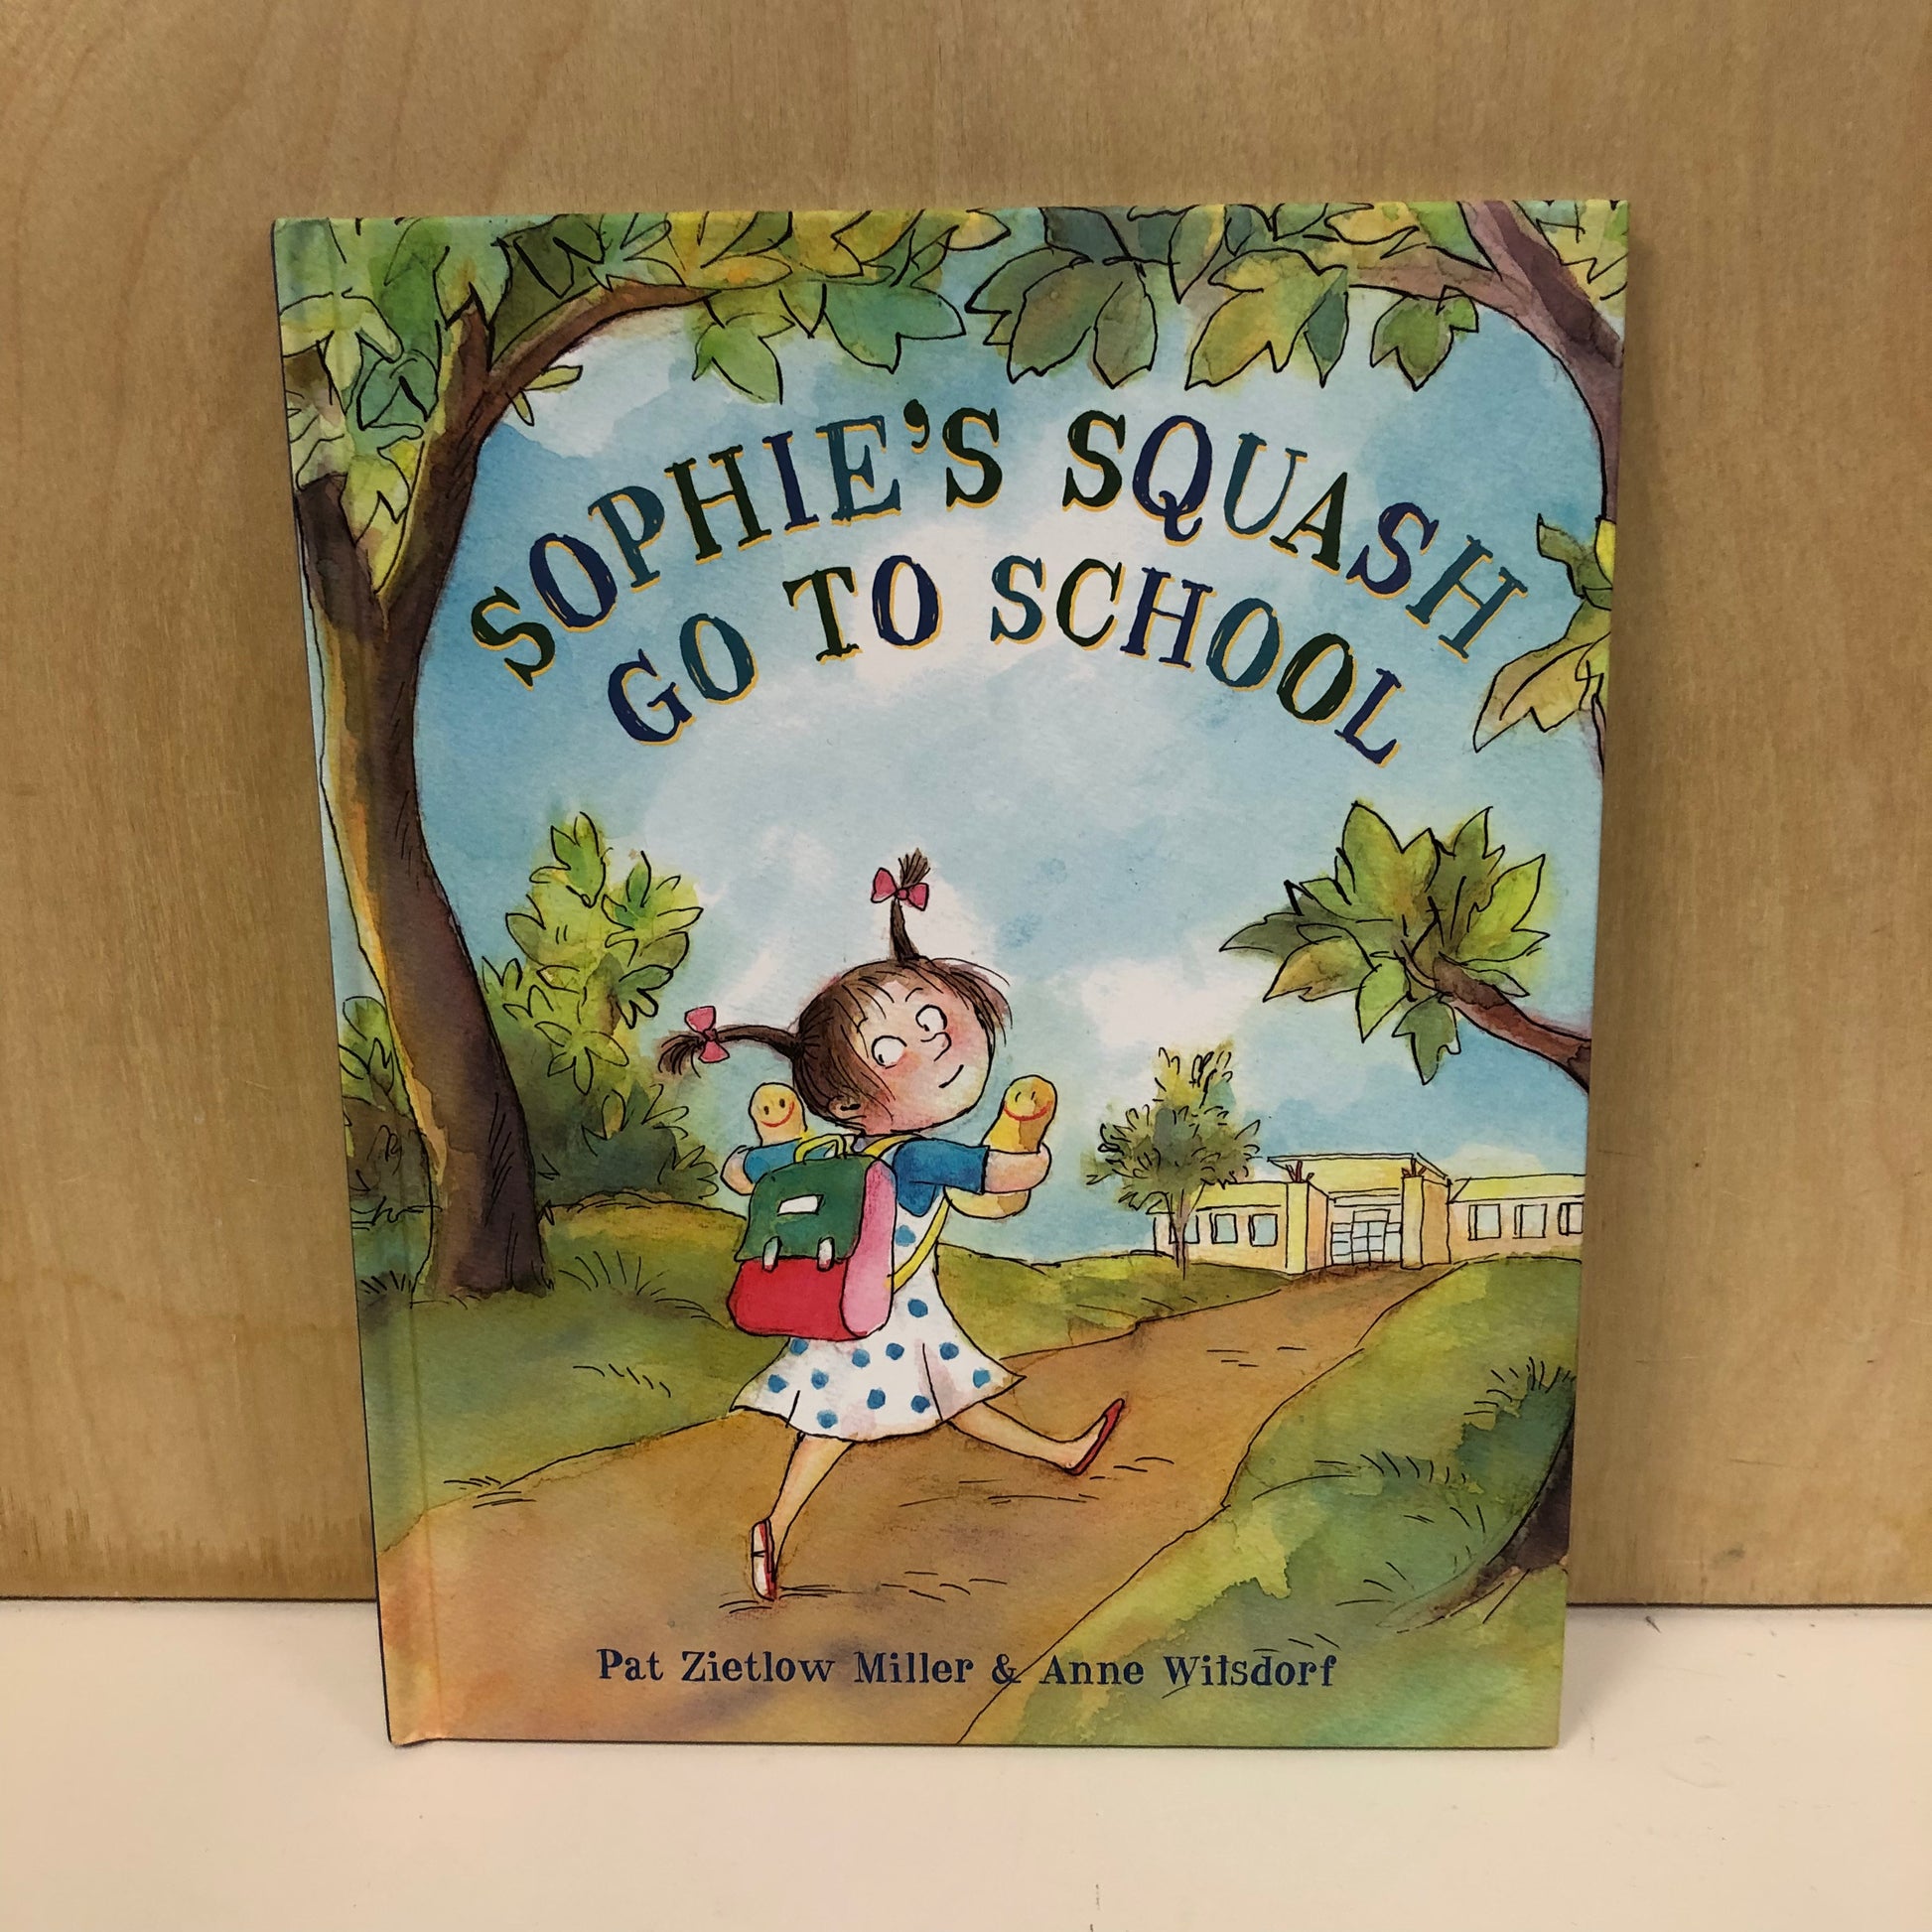 SOPHIE'S SQUASH
GO TO SCHOOL
Pat Zietlow Miller & Anne Wilsdorf